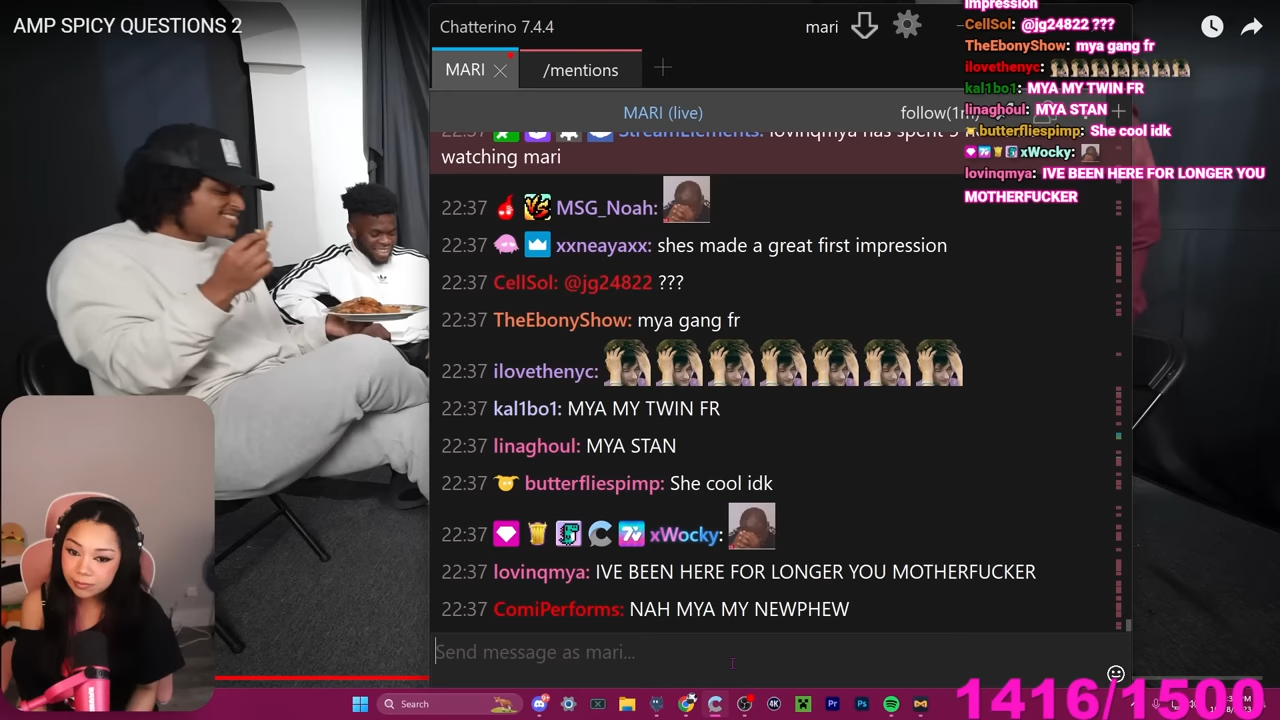 AMP SPICY QUESTIONS 2
Chatterino 7.4.4
mari
MARI
/mentions
MARI (live)
follow(1m)
watching mari
22:37 MSG_Noah:
22:37 xxneayaxx: shes made a great first impression
22:37 CellSol: @jg24822 ???
22:37 TheEbonyShow: mya gang fr
22:37 ilovethenyc:
22:37 kal1bo1: MYA MY TWIN FR
22:37 linaghoul: MYA STAN
22:37 butterfliespimp: She cool idk
22:37 xWocky:
22:37 lovinqmya: IVE BEEN HERE FOR LONGER YOU MOTHERFUCKER
22:37 ComiPerforms: NAH MYA MY NEWPHEW
Send message as mari...
impression
CellSol: @jg24822 ???
TheEbonyShow: mya gang fr
ilovethenyc:
kal1bo1: MYA MY TWIN FR
linaghoul: MYA STAN
butterfliespimp: She cool idk
xWocky:
lovinqmya: IVE BEEN HERE FOR LONGER YOU
MOTHERFUCKER
Search
4K
Pr
Ps
1416/1500